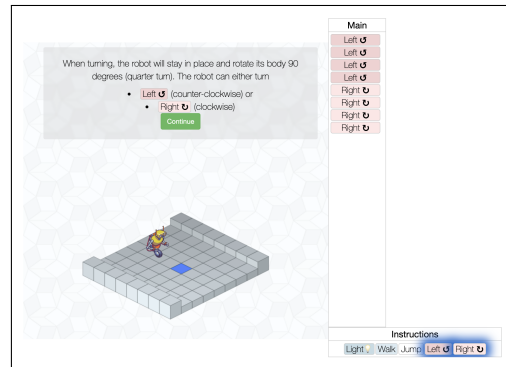 Main
When turning, the robot will stay in place and rotate its body 90
degrees (quarter turn). The robot can either turn
• Left ↺ (counter-clockwise) or
• Right ↻ (clockwise)
Continue
Left ↺
Left ↺
Left ↺
Left ↺
Right ↻
Right ↻
Right ↻
Right ↻
Instructions
Light Walk Jump Left ↺ Right ↻